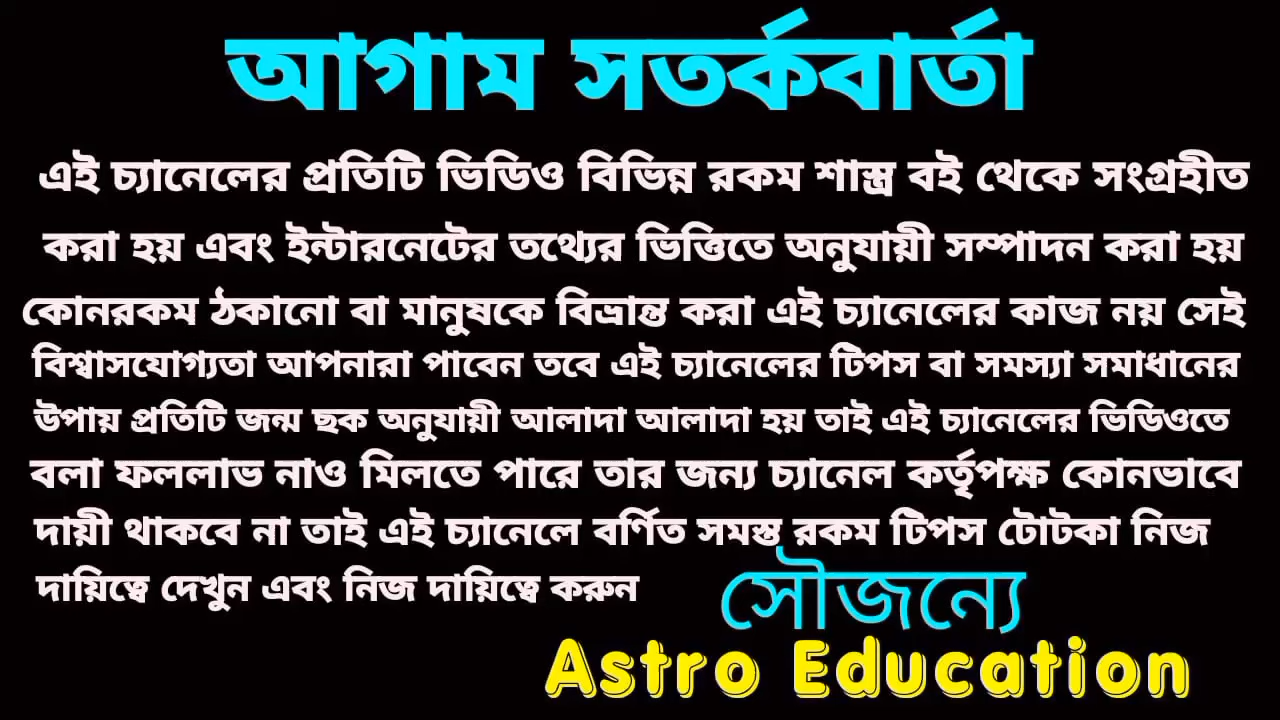 আগাম সতর্কবার্তা
এই চ্যানেলের প্রতিটি ভিডিও বিভিন্ন রকম শাস্ত্র বই থেকে সংগ্রহীত
করা হয় এবং ইন্টারনেটের তথ্যের ভিত্তিতে অনুযায়ী সম্পাদন করা হয়
কোনরকম ঠকানো বা মানুষকে বিভ্রান্ত করা এই চ্যানেলের কাজ নয় সেই
বিশ্বাসযোগ্যতা আপনারা পাবেন তবে এই চ্যানেলের টিপস বা সমস্যা সমাধানের
উপায় প্রতিটি জন্ম ছক অনুযায়ী আলাদা আলাদা হয় তাই এই চ্যানেলের ভিডিওতে
বলা ফললাভ নাও মিলতে পারে তার জন্য চ্যানেল কর্তৃপক্ষ কোনভাবে
দায়ী থাকবে না তাই এই চ্যানেলে বর্ণিত সমস্ত রকম টিপস টোটকা নিজ
দায়িত্বে দেখুন এবং নিজ দায়িত্বে করুন
সৌজন্যে
Astro Education